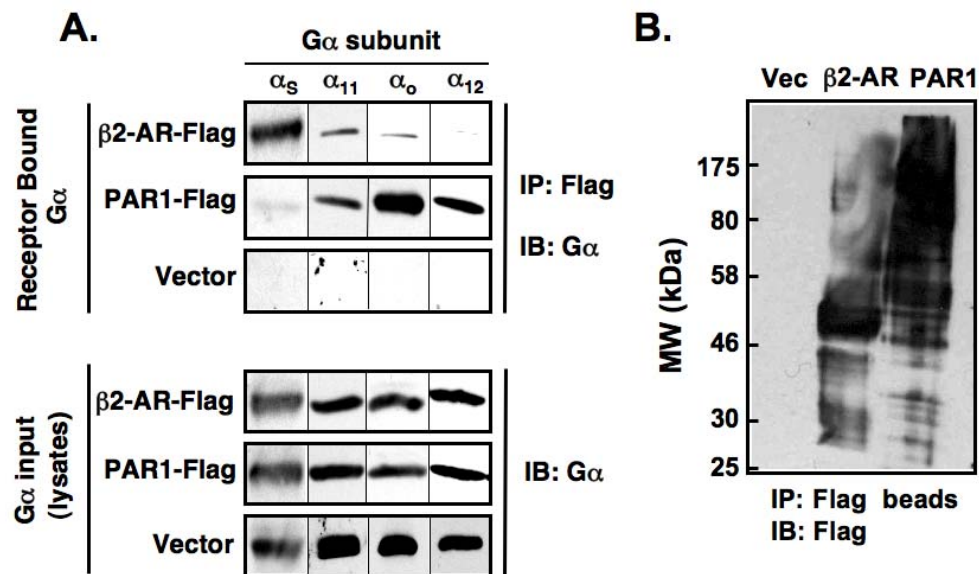 A.
Gα subunit
αS α11 αo α12
Receptor Bound
Gα
β2-AR-Flag
PAR1-Flag
Vector
IP: Flag
IB: Gα
Gα input
(lysates)
β2-AR-Flag
PAR1-Flag
Vector
IB: Gα
B.
Vec β2-AR PAR1
MW (kDa)
175
80
58
46
30
25
IP: Flag beads
IB: Flag